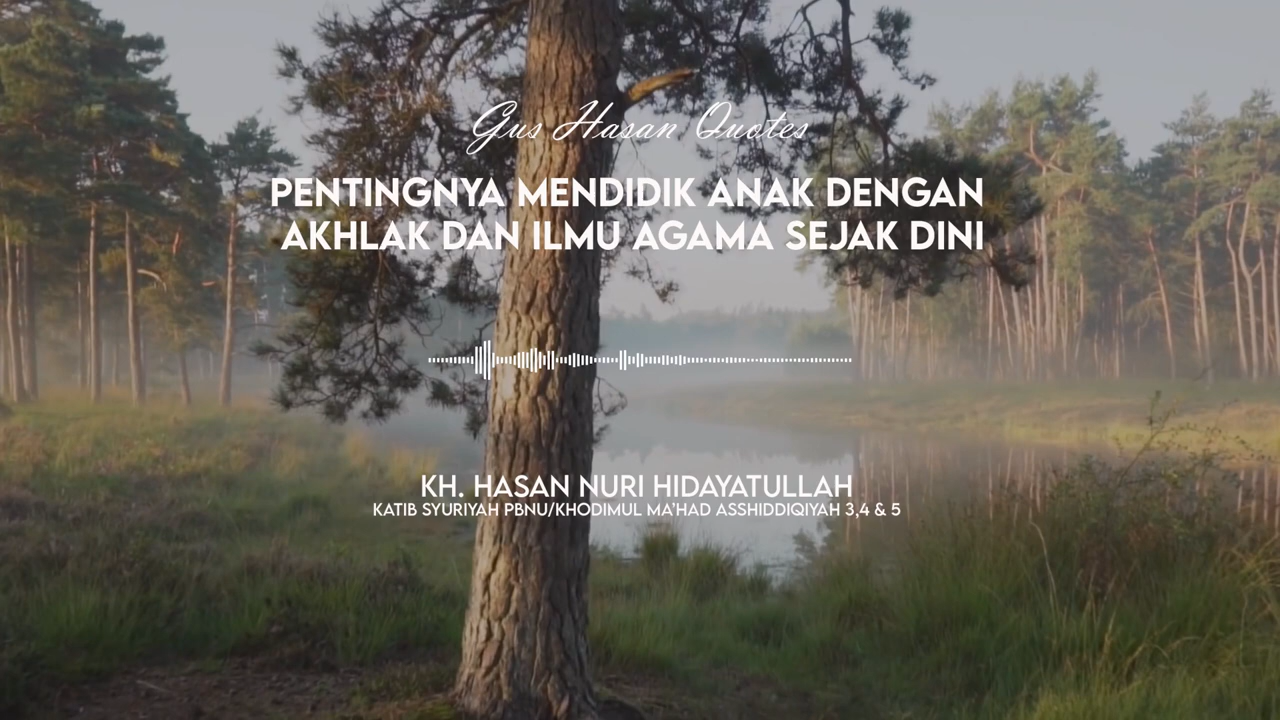 Gus Hasan Quotes
PENTINGNYA MENDIDIK ANAK DENGAN
AKHLAK DAN ILMU AGAMA SEJAK DINI
KH. HASAN NURI HIDAYATULLAH
KATIB SYURIYAH PBNU/KHODIMUL MA'HAD ASSHIDDIQIYAH 3,4 & 5